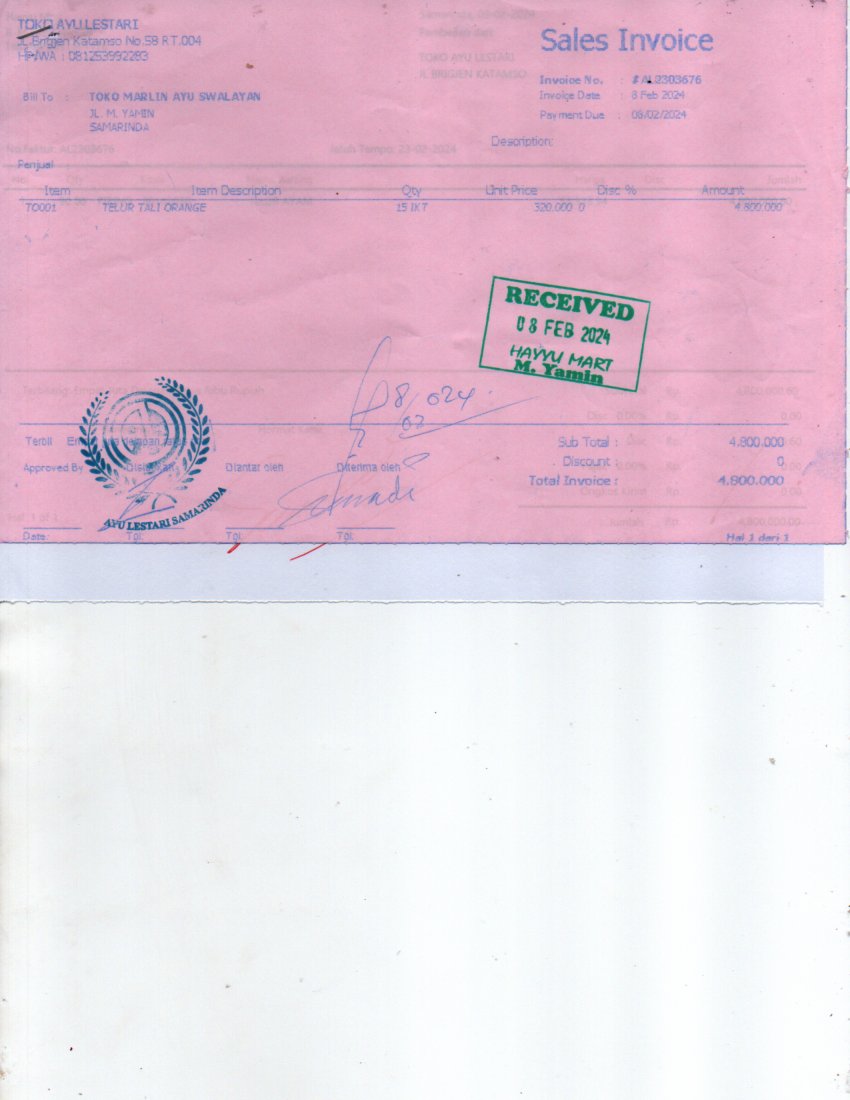 TOKO AYU LESTARI
JL.Brigjen Katamso No.58 RT.004
HP/WA : 081253992283
Sales Invoice
Invoice No. : #AL2303676
Invoice Date : 8 Feb 2024
Payment Due : 08/02/2024
Bill To : TOKO MARLIN AYU SWALAYAN
JL. M. YAMIN
SAMARINDA
Description:
Penjual
Item Item Description Qty Unit Price Disc % Amount
TO001 TELUR TALI ORANGE 15 IKT 320.000 0 4.800.000
RECEIVED
08 FEB 2024
HAYYU MART
M. Yamin
8/024
02
Terbil
Sub Total : 4.800.000
Discount : 0
Total Invoice : 4.800.000
Approved By Disiapkan Diantar oleh Diterima oleh
AYU LESTARI SAMARINDA
Date: Tgl: Tgl: Tgl:
Hal 1 dari 1